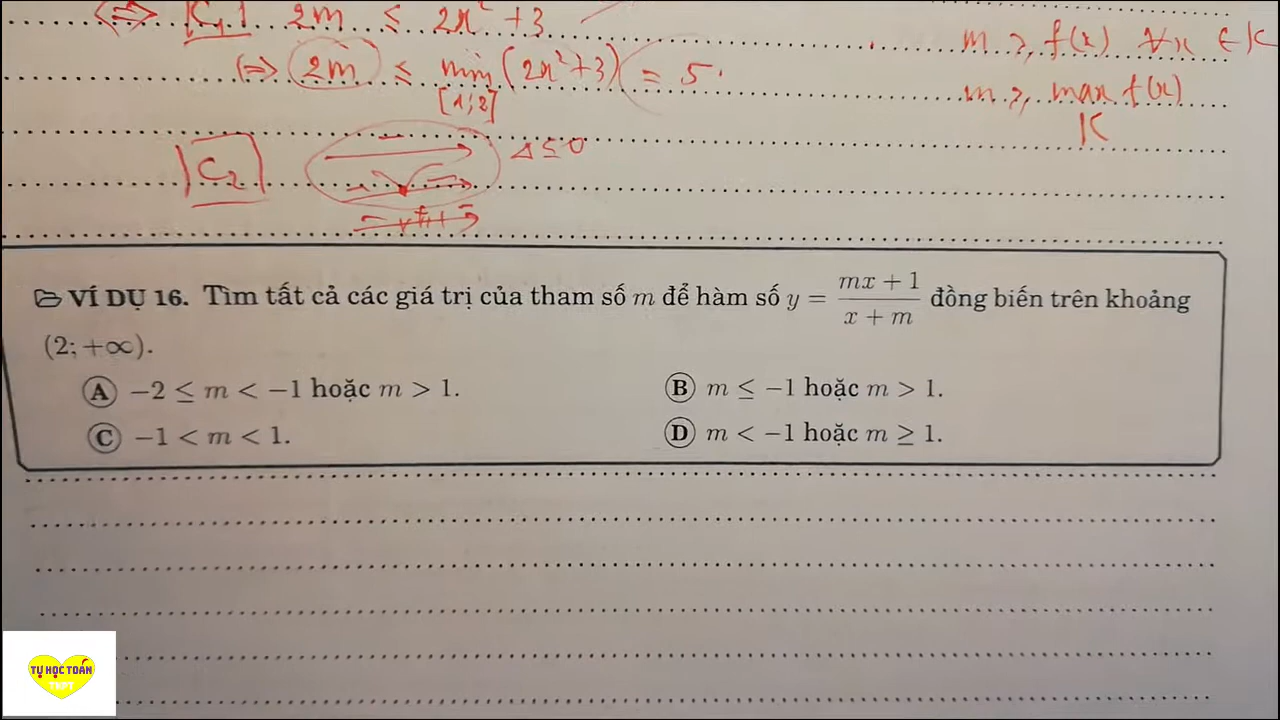 ⇔ C1) 2m ≤ 2x² + 3
⇔ 2m ≤ min (2x² + 3) = 5
[1;2]
m ≥ f(x) ∀x ∈ K
m ≥ max f(x)
K
C2
Δ ≤ 0
VÍ DỤ 16. Tìm tất cả các giá trị của tham số m để hàm số y = (mx + 1)/(x + m) đồng biến trên khoảng
(2; +∞).
A −2 ≤ m < −1 hoặc m > 1.
B m ≤ −1 hoặc m > 1.
C −1 < m < 1.
D m < −1 hoặc m ≥ 1.
TỰ HỌC TOÁN
THPT